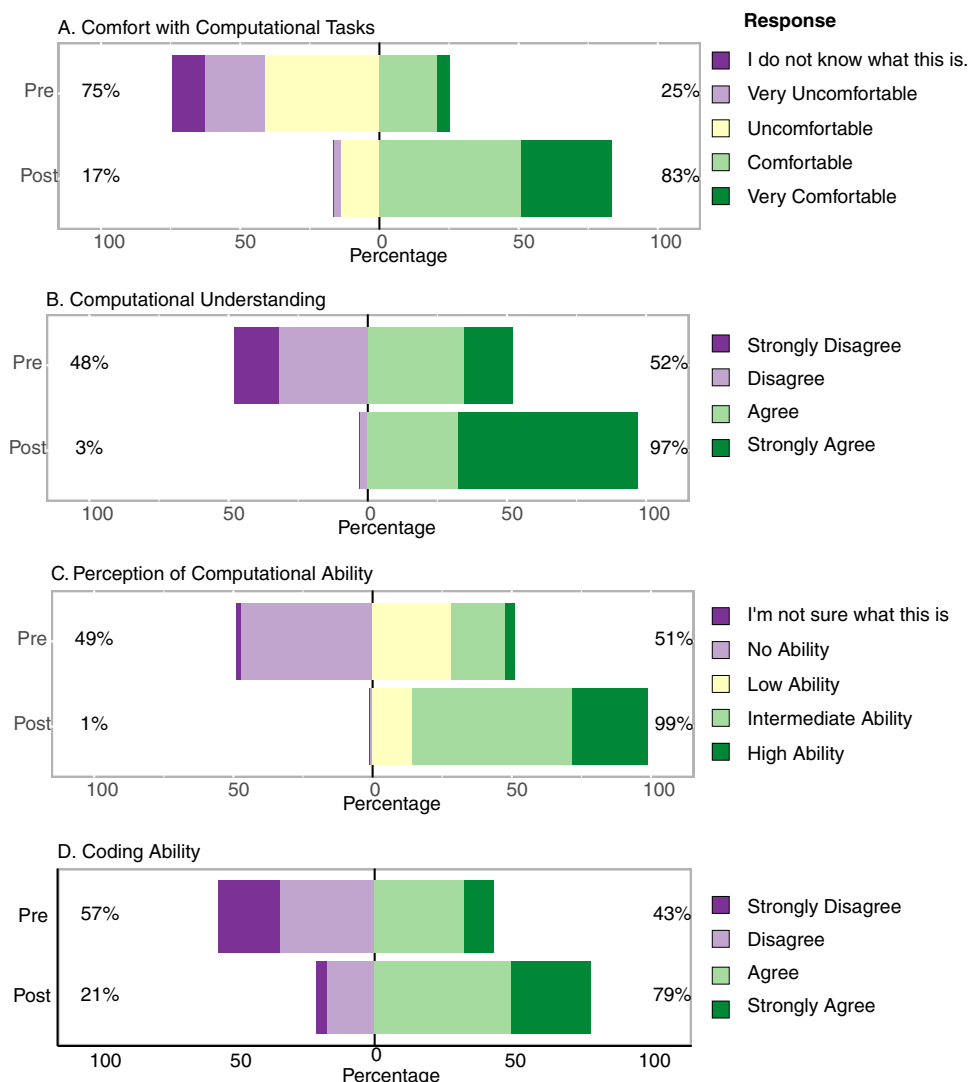 A. Comfort with Computational Tasks
Pre 75% 25%
Post 17% 83%
100 50 0 50 100
Percentage
Response
I do not know what this is.
Very Uncomfortable
Uncomfortable
Comfortable
Very Comfortable
B. Computational Understanding
Pre 48% 52%
Post 3% 97%
100 50 0 50 100
Percentage
Strongly Disagree
Disagree
Agree
Strongly Agree
C. Perception of Computational Ability
Pre 49% 51%
Post 1% 99%
100 50 0 50 100
Percentage
I'm not sure what this is
No Ability
Low Ability
Intermediate Ability
High Ability
D. Coding Ability
Pre 57% 43%
Post 21% 79%
100 50 0 50 100
Percentage
Strongly Disagree
Disagree
Agree
Strongly Agree